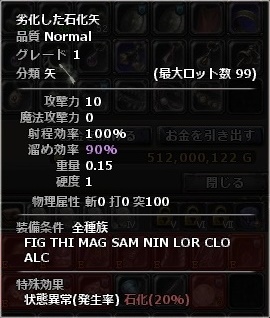 劣化した石化矢
品質 Normal
グレード 1
分類 矢 (最大ロット数 99)
攻撃力 10
魔法攻撃力 0
射程効率 100%
溜め効率 90%
重量 0.15
硬度 1
物理属性 斬0 打0 突100
装備条件 全種族
FIG THI MAG SAM NIN LOR CLO
ALC
特殊効果
状態異常(発生率) 石化(20%)
る
お金を引き出す
512,000,122 G
閉じる